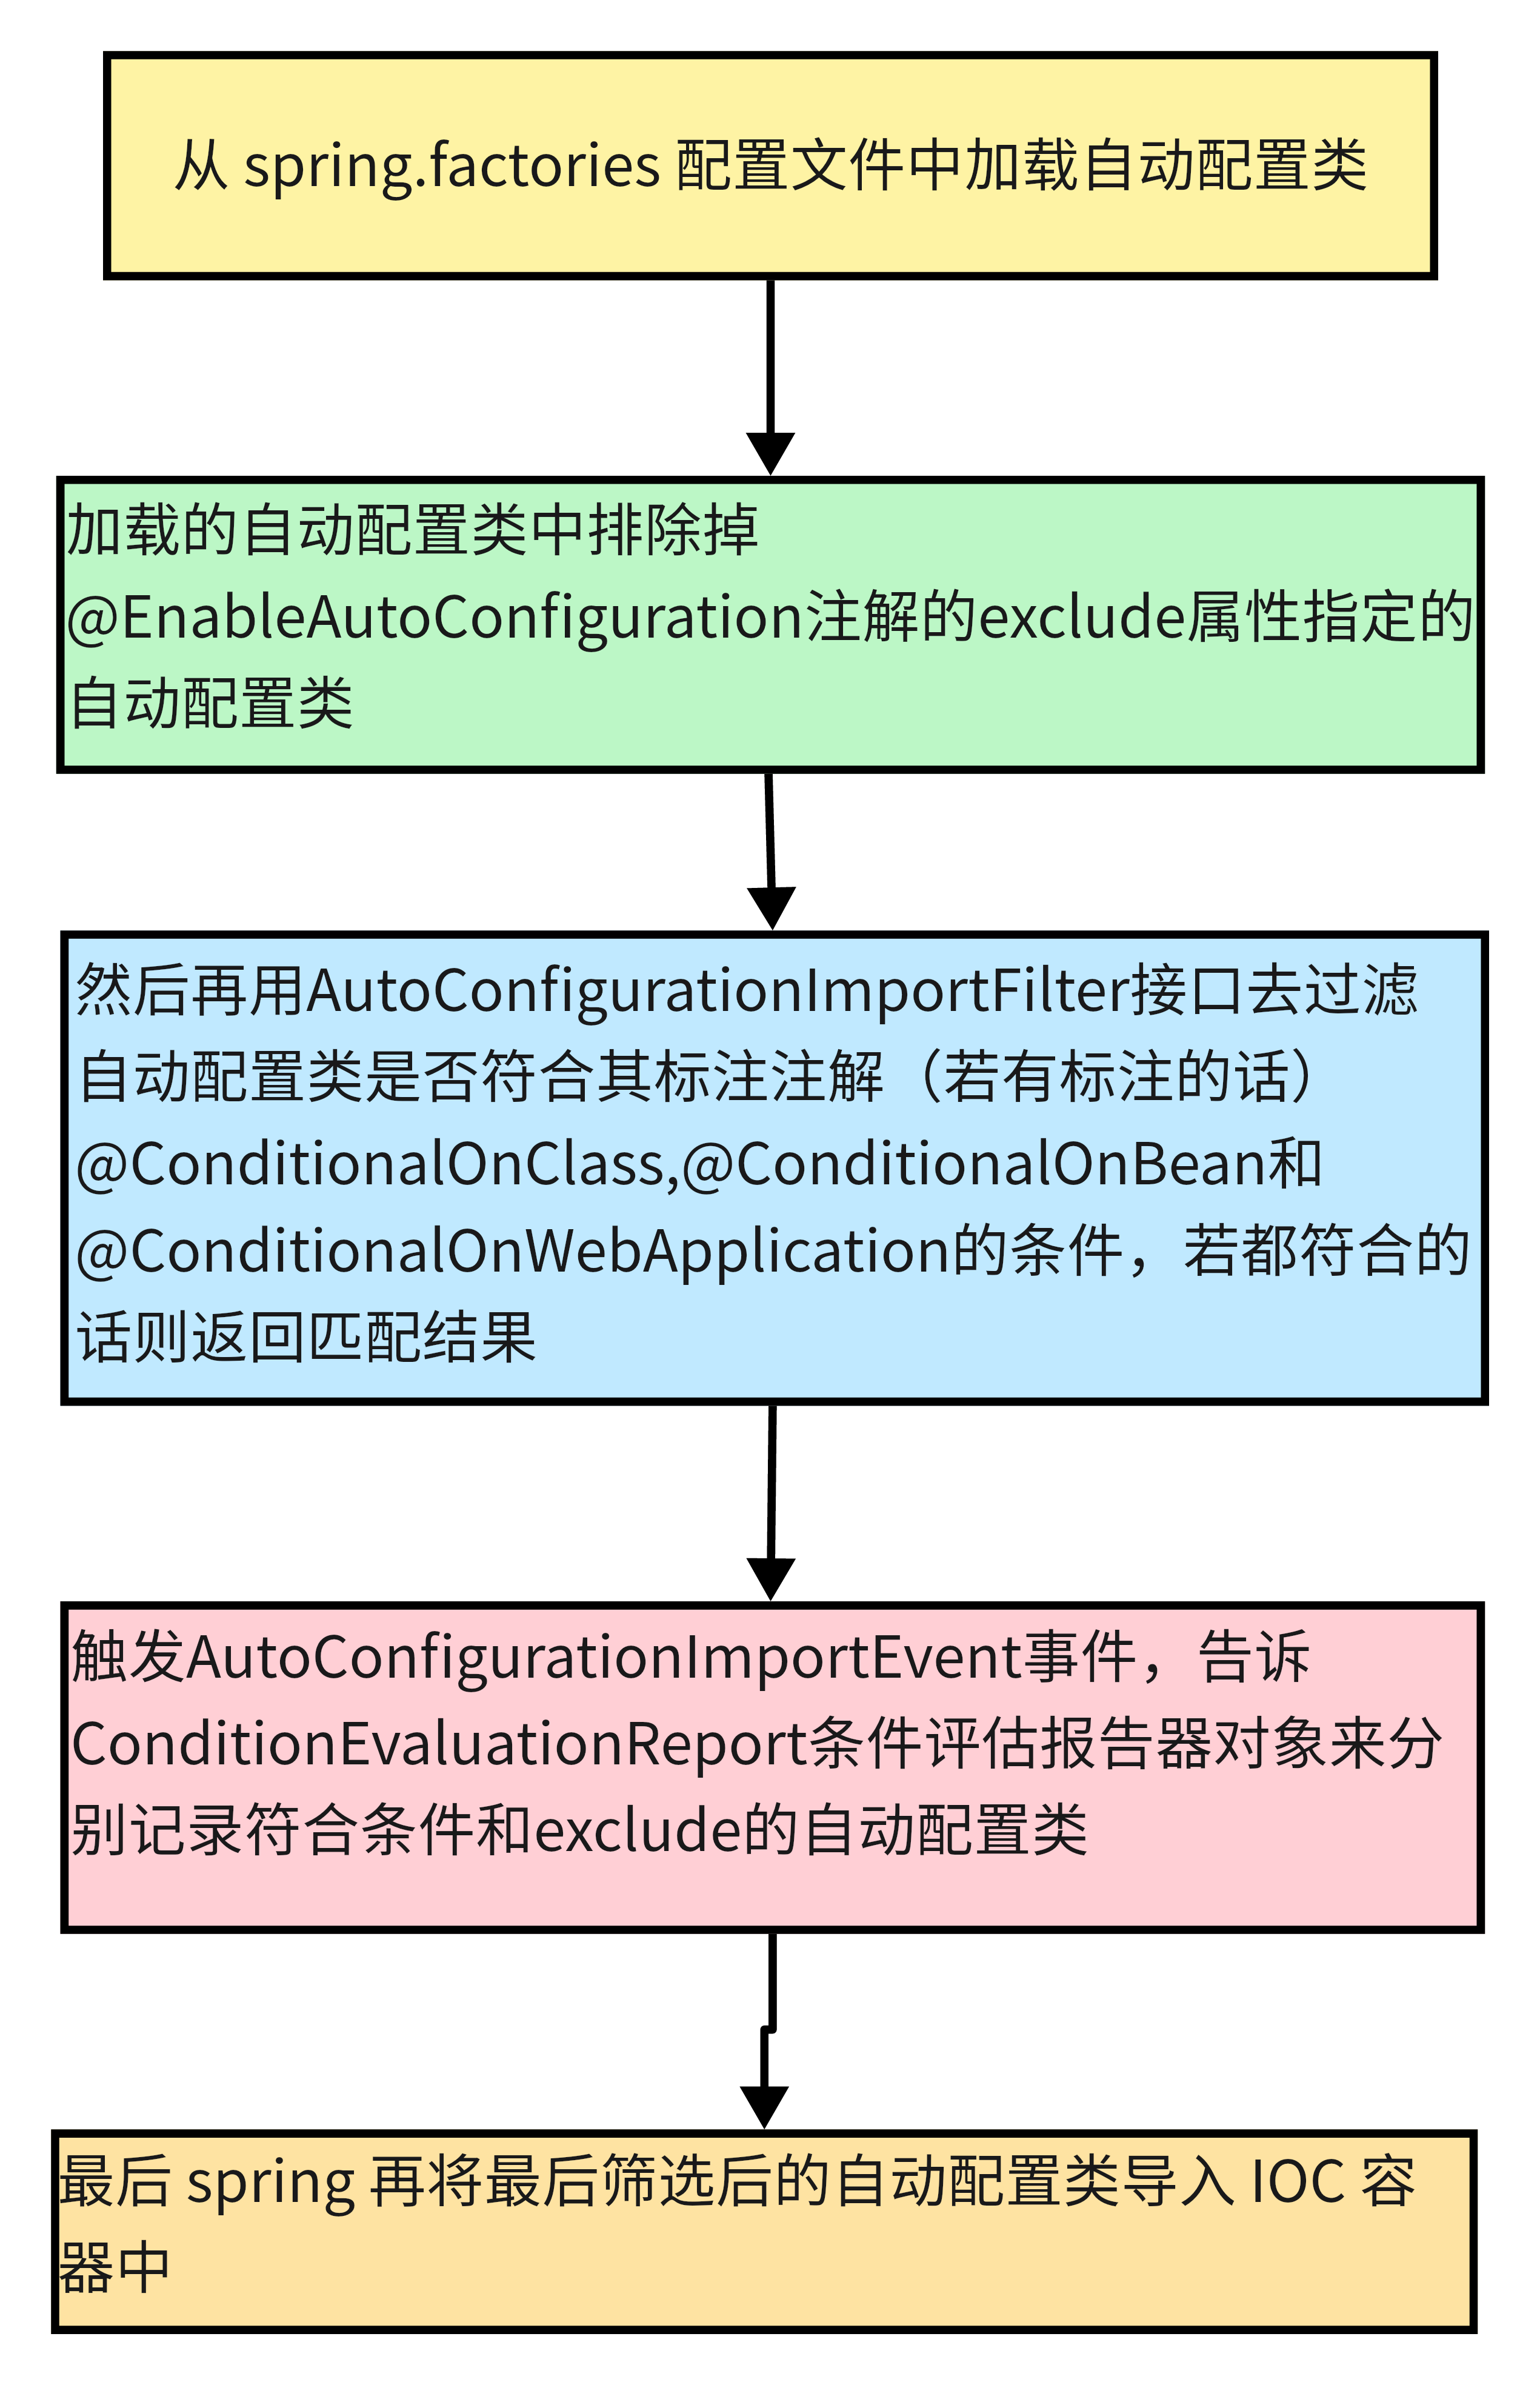 从 spring.factories 配置文件中加载自动配置类
加载的自动配置类中排除掉
@EnableAutoConfiguration注解的exclude属性指定的
自动配置类
然后再用AutoConfigurationImportFilter接口去过滤
自动配置类是否符合其标注注解（若有标注的话）
@ConditionalOnClass,@ConditionalOnBean和
@ConditionalOnWebApplication的条件，若都符合的
话则返回匹配结果
触发AutoConfigurationImportEvent事件，告诉
ConditionEvaluationReport条件评估报告器对象来分
别记录符合条件和exclude的自动配置类
最后 spring 再将最后筛选后的自动配置类导入 IOC 容
器中